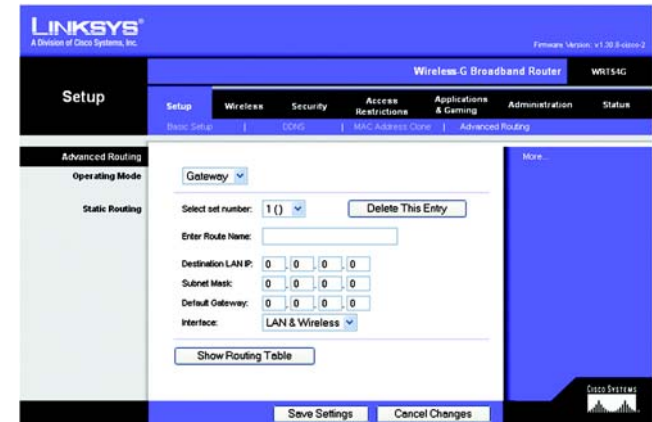 LINKSYS®
A Division of Cisco Systems, Inc.
Firmware Version: v1.30.8-cisco-2
Wireless-G Broadband Router WRT54G
Setup
Setup Wireless Security Access Restrictions Applications & Gaming Administration Status
Basic Setup | DDNS | MAC Address Clone | Advanced Routing
Advanced Routing
More...
Operating Mode Gateway
Static Routing Select set number: 1 () Delete This Entry
Enter Route Name:
Destination LAN IP: 0 . 0 . 0 . 0
Subnet Mask: 0 . 0 . 0 . 0
Default Gateway: 0 . 0 . 0 . 0
Interface: LAN & Wireless
Show Routing Table
CISCO SYSTEMS
Save Settings Cancel Changes